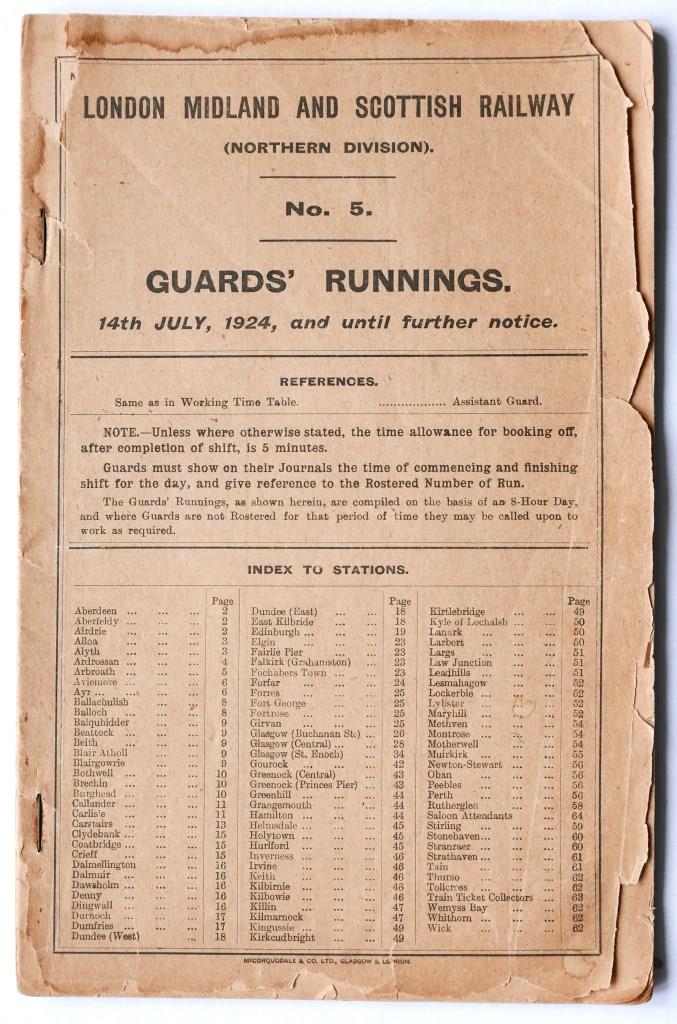 LONDON MIDLAND AND SCOTTISH RAILWAY
(NORTHERN DIVISION).
No. 5.
GUARDS' RUNNINGS.
14th JULY, 1924, and until further notice.
REFERENCES.
Same as in Working Time Table. .................. Assistant Guard.
NOTE.—Unless where otherwise stated, the time allowance for booking off,
after completion of shift, is 5 minutes.
Guards must show on their Journals the time of commencing and finishing
shift for the day, and give reference to the Rostered Number of Run.
The Guards' Runnings, as shown herein, are compiled on the basis of an 8-Hour Day,
and where Guards are not Rostered for that period of time they may be called upon to
work as required.
INDEX TO STATIONS.
Page
Aberdeen ... ... ... 2
Aberfeldy ... ... ... 2
Airdrie ... ... ... 2
Alloa ... ... ... 3
Alyth ... ... ... 3
Ardrossan ... ... ... 4
Arbroath ... ... ... 5
Aviemore ... ... ... 6
Ayr ... ... ... ... 6
Ballachulish ... ... 8
Balloch ... ... ... 8
Balquhidder ... ... 9
Beattock ... ... ... 9
Beith ... ... ... 9
Blair Atholl ... ... 9
Blairgowrie ... ... 9
Bothwell ... ... ... 10
Brechin ... ... ... 10
Burghead ... ... ... 10
Callander ... ... ... 11
Carlisle ... ... ... 11
Carstairs ... ... ... 13
Clydebank ... ... ... 15
Coatbridge ... ... ... 15
Crieff ... ... ... 15
Dalmellington ... ... 16
Dalmuir ... ... ... 16
Dawsholm ... ... ... 16
Denny ... ... ... 16
Dingwall ... ... ... 16
Dornoch ... ... ... 17
Dumfries ... ... ... 17
Dundee (West) ... 18
Page
Dundee (East) ... ... 18
East Kilbride ... ... 18
Edinburgh ... ... ... 19
Elgin ... ... ... 23
Fairlie Pier ... ... 23
Falkirk (Grahamston) ... 23
Fochabers Town ... ... 23
Forfar ... ... ... 24
Forres ... ... ... 25
Fort George ... ... 25
Fortrose ... ... ... 25
Girvan ... ... ... 25
Glasgow (Buchanan St.) ... 26
Glasgow (Central) ... ... 28
Glasgow (St. Enoch) ... 34
Gourock ... ... ... 42
Greenock (Central) ... 43
Greenock (Princes Pier) ... 43
Greenhill ... ... ... 44
Grangemouth ... ... 44
Hamilton ... ... ... 44
Helmsdale ... ... ... 45
Holytown ... ... ... 45
Hurlford ... ... ... 45
Inverness ... ... ... 46
Irvine ... ... ... 46
Keith ... ... ... 46
Kilbirnie ... ... ... 46
Kilbowie ... ... ... 46
Killin ... ... ... 47
Kilmarnock ... ... 47
Kingussie ... ... ... 49
Kirkcudbright ... ... 49
Page
Kirtlebridge ... ... 49
Kyle of Lochalsh ... ... 50
Lanark ... ... ... 50
Larbert ... ... ... 50
Largs ... ... ... 51
Law Junction ... ... 51
Leadhills ... ... ... 51
Lesmahagow ... ... 52
Lockerbie ... ... ... 52
Lybster ... ... ... 52
Maryhill ... ... ... 52
Methven ... ... ... 54
Montrose ... ... ... 54
Motherwell ... ... 54
Muirkirk ... ... ... 55
Newton-Stewart ... ... 56
Oban ... ... ... 56
Peebles ... ... ... 56
Perth ... ... ... 56
Rutherglen ... ... 58
Saloon Attendants ... 64
Stirling ... ... ... 59
Stonehaven ... ... ... 60
Stranraer ... ... ... 60
Strathaven ... ... ... 61
Tain ... ... ... 61
Thurso ... ... ... 62
Tollcross ... ... ... 62
Train Ticket Collectors ... 63
Wemyss Bay ... ... 62
Whithorn ... ... ... 62
Wick ... ... ... 62
MCCORQUODALE & CO. LTD., GLASGOW & LONDON.